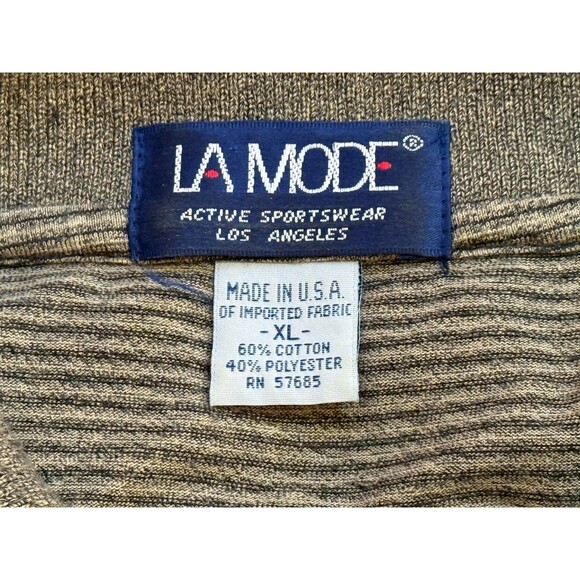 LA MODE®
ACTIVE SPORTSWEAR
LOS ANGELES
MADE IN U.S.A.
OF IMPORTED FABRIC
-XL-
60% COTTON
40% POLYESTER
RN 57685